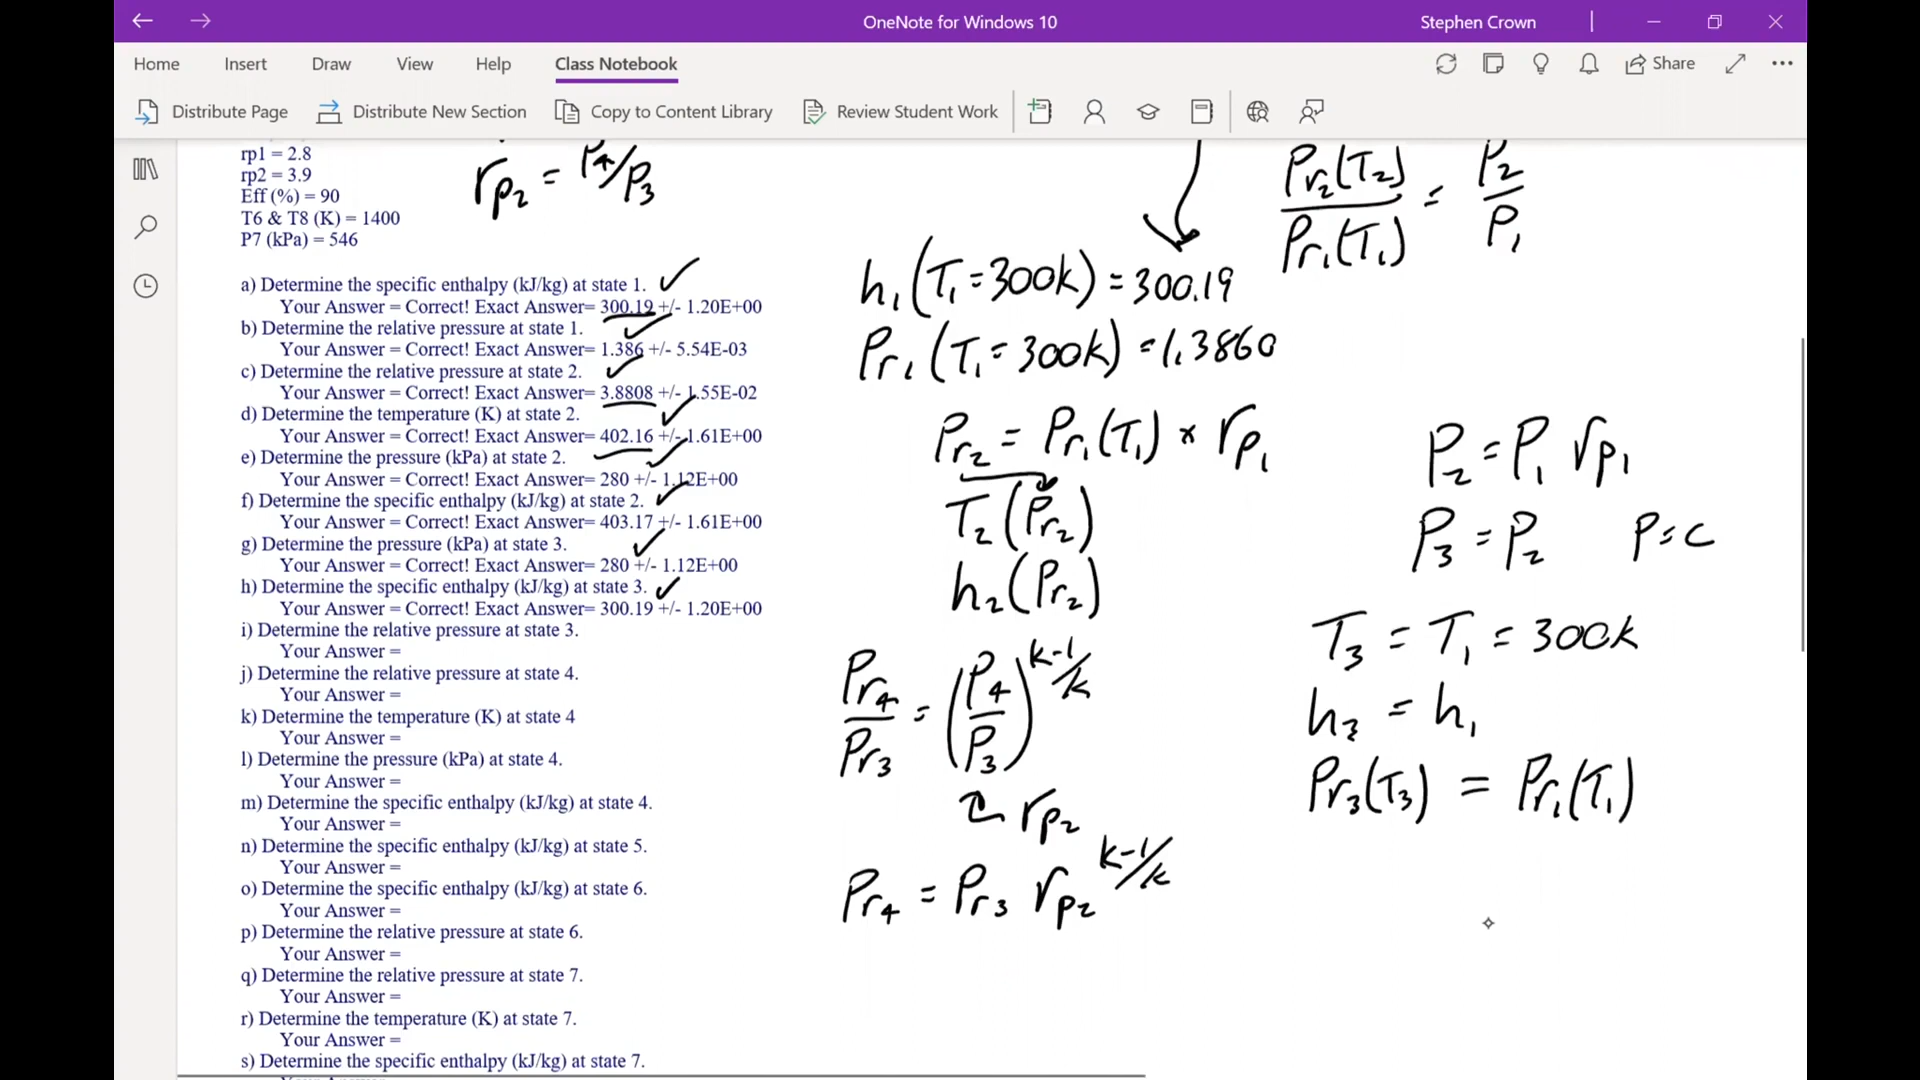 OneNote for Windows 10
Stephen Crown
Home Insert Draw View Help Class Notebook
Share
Distribute Page Distribute New Section Copy to Content Library Review Student Work
rp1 = 2.8
rp2 = 3.9
Eff (%) = 90
T6 & T8 (K) = 1400
P7 (kPa) = 546
a) Determine the specific enthalpy (kJ/kg) at state 1.
Your Answer = Correct! Exact Answer= 300.19 +/- 1.20E+00
b) Determine the relative pressure at state 1.
Your Answer = Correct! Exact Answer= 1.386 +/- 5.54E-03
c) Determine the relative pressure at state 2.
Your Answer = Correct! Exact Answer= 3.8808 +/- 1.55E-02
d) Determine the temperature (K) at state 2.
Your Answer = Correct! Exact Answer= 402.16 +/- 1.61E+00
e) Determine the pressure (kPa) at state 2.
Your Answer = Correct! Exact Answer= 280 +/- 1.12E+00
f) Determine the specific enthalpy (kJ/kg) at state 2.
Your Answer = Correct! Exact Answer= 403.17 +/- 1.61E+00
g) Determine the pressure (kPa) at state 3.
Your Answer = Correct! Exact Answer= 280 +/- 1.12E+00
h) Determine the specific enthalpy (kJ/kg) at state 3.
Your Answer = Correct! Exact Answer= 300.19 +/- 1.20E+00
i) Determine the relative pressure at state 3.
Your Answer =
j) Determine the relative pressure at state 4.
Your Answer =
k) Determine the temperature (K) at state 4
Your Answer =
l) Determine the pressure (kPa) at state 4.
Your Answer =
m) Determine the specific enthalpy (kJ/kg) at state 4.
Your Answer =
n) Determine the specific enthalpy (kJ/kg) at state 5.
Your Answer =
o) Determine the specific enthalpy (kJ/kg) at state 6.
Your Answer =
p) Determine the relative pressure at state 6.
Your Answer =
q) Determine the relative pressure at state 7.
Your Answer =
r) Determine the temperature (K) at state 7.
Your Answer =
s) Determine the specific enthalpy (kJ/kg) at state 7.
rp2 = P4/P3
Pr2(T2)/Pr1(T1) = P2/P1
h1(T1=300k) = 300.19
Pr1(T1=300k) = 1.3860
Pr2 = Pr1(T1) * rp1
T2(Pr2)
h2(Pr2)
Pr4/Pr3 = (P4/P3)^k-1/k
rp2
Pr4 = Pr3 rp2^k-1/k
P2 = P1 rp1
P3 = P2 P=c
T3 = T1 = 300k
h3 = h1
Pr3(T3) = Pr1(T1)